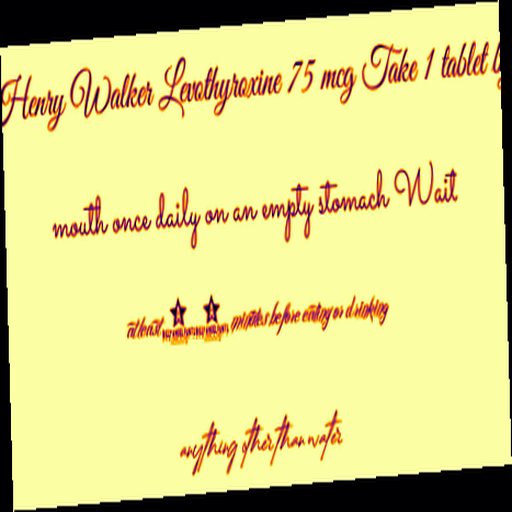 Henry Walker Levothyroxine 75 mcg Take 1 tablet
mouth once daily on an empty stomach Wait
at least minutes before eating or drinking
anything other than water